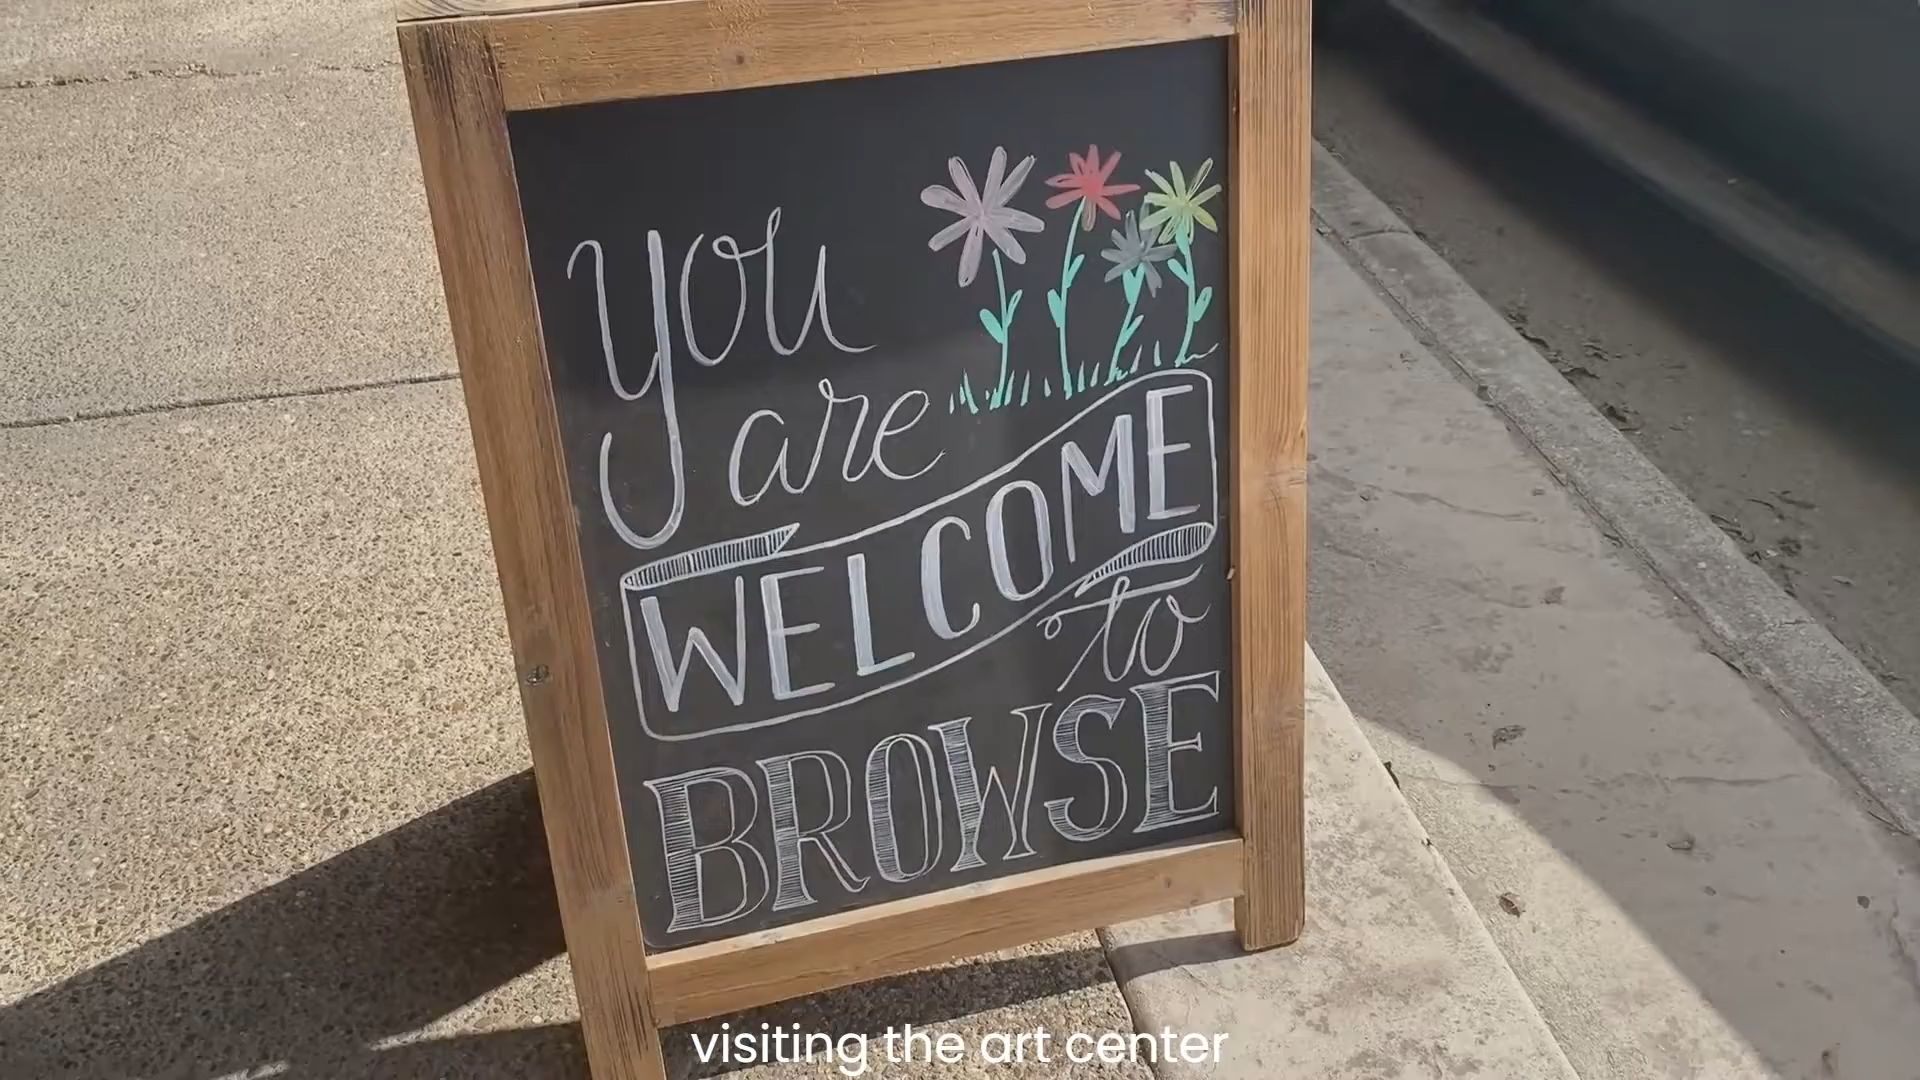 you
are
WELCOME
to
BROWSE
visiting the art center